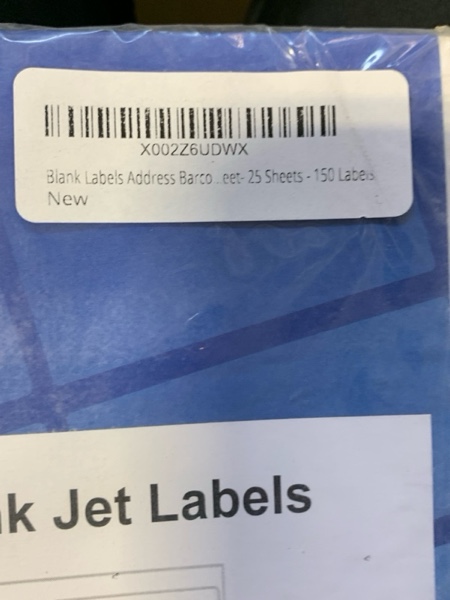 X002Z6UDWX
Blank Labels Address Barco...eet- 25 Sheets - 150 Labels
New
Jet Labels